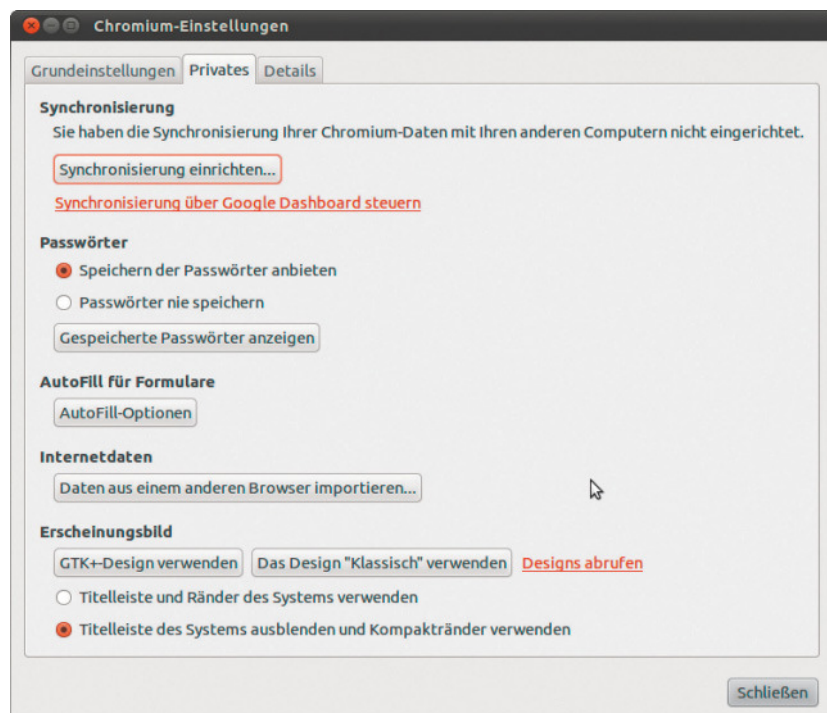 Chromium-Einstellungen
Grundeinstellungen Privates Details
Synchronisierung
Sie haben die Synchronisierung Ihrer Chromium-Daten mit Ihren anderen Computern nicht eingerichtet.
Synchronisierung einrichten...
Synchronisierung über Google Dashboard steuern
Passwörter
Speichern der Passwörter anbieten
Passwörter nie speichern
Gespeicherte Passwörter anzeigen
AutoFill für Formulare
AutoFill-Optionen
Internetdaten
Daten aus einem anderen Browser importieren...
Erscheinungsbild
GTK+-Design verwenden Das Design "Klassisch" verwenden Designs abrufen
Titelleiste und Ränder des Systems verwenden
Titelleiste des Systems ausblenden und Kompaktränder verwenden
Schließen